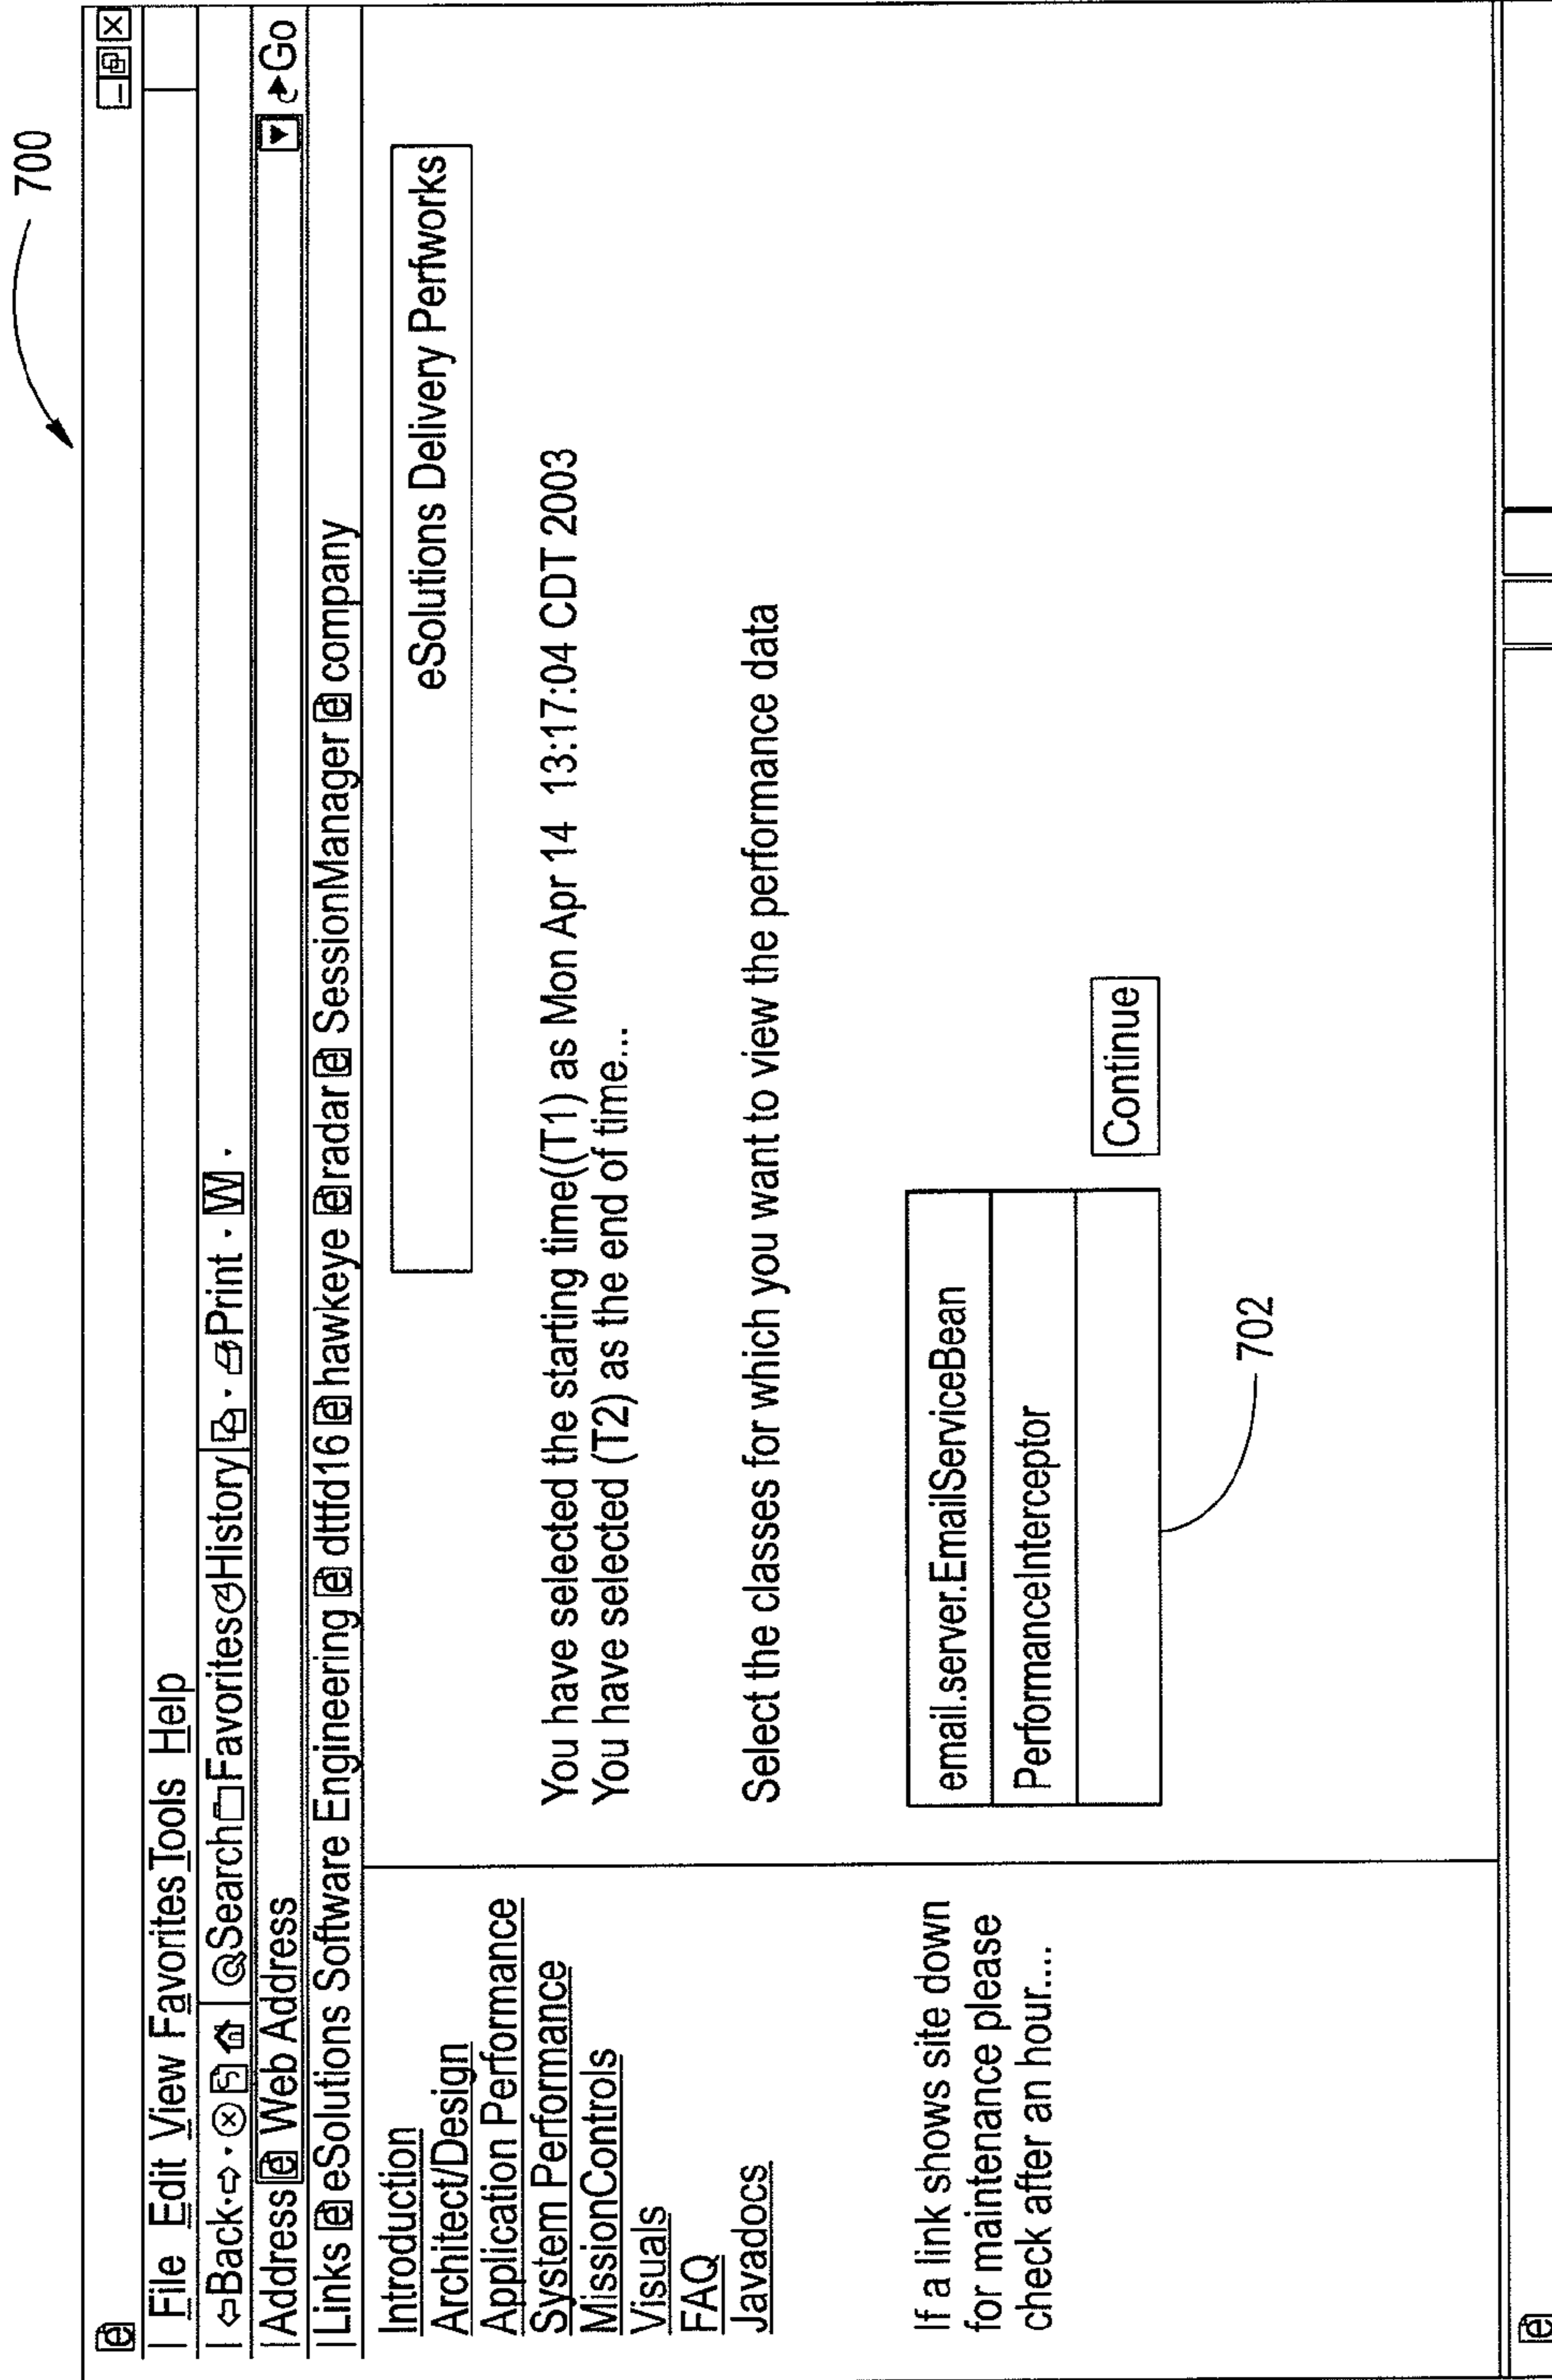 700
File Edit View Favorites Tools Help
Back Search Favorites History Print W
Address Web Address Go
Links eSolutions Software Engineering dttfd16 hawkeye radar SessionManager company
Introduction
Architect/Design
Application Performance
System Performance
MissionControls
Visuals
FAQ
Javadocs
If a link shows site down
for maintenance please
check after an hour....
eSolutions Delivery Perfworks
You have selected the starting time((T1) as Mon Apr 14 13:17:04 CDT 2003
You have selected (T2) as the end of time...
Select the classes for which you want to view the performance data
email.server.EmailServiceBean
PerformanceInterceptor
Continue
702